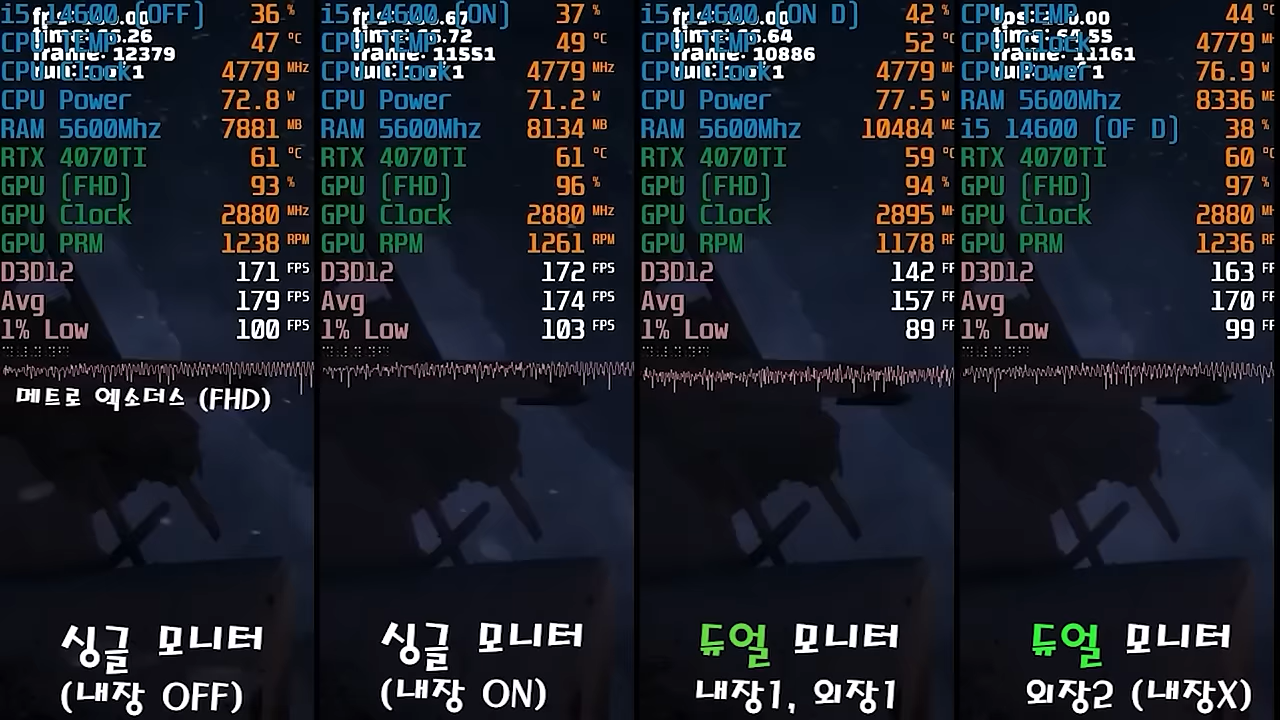 i5 14600 (OFF) 36 %
CPU TEMP 47 °C
CPU Clock 4779 MHz
CPU Power 72.8 W
RAM 5600Mhz 7881 MB
RTX 4070TI 61 °C
GPU (FHD) 93 %
GPU Clock 2880 MHz
GPU PRM 1238 RPM
D3D12 171 FPS
Avg 179 FPS
1% Low 100 FPS
frame: 12379
메트로 엑소더스 (FHD)
싱글 모니터
(내장 OFF)
i5 14600 (ON) 37 %
CPU TEMP 49 °C
CPU Clock 4779 MHz
CPU Power 71.2 W
RAM 5600Mhz 8134 MB
RTX 4070TI 61 °C
GPU (FHD) 96 %
GPU Clock 2880 MHz
GPU RPM 1261 RPM
D3D12 172 FPS
Avg 174 FPS
1% Low 103 FPS
frame: 11551
싱글 모니터
(내장 ON)
i5 14600 (ON D) 42 %
CPU TEMP 52 °C
CPU Clock 4779
CPU Power 77.5 W
RAM 5600Mhz 10484
RTX 4070TI 59 °C
GPU (FHD) 94 %
GPU Clock 2895
GPU RPM 1178
D3D12 142
Avg 157
1% Low 89
frame: 10886
듀얼 모니터
내장1, 외장1
CPU TEMP 44 °C
CPU Clock 4779
CPU Power 76.9 W
RAM 5600Mhz 8336
i5 14600 (OF D) 38 %
RTX 4070TI 60 °C
GPU (FHD) 97 %
GPU Clock 2880
GPU PRM 1236
D3D12 163
Avg 170
1% Low 99
frame: 11161
듀얼 모니터
외장2 (내장X)